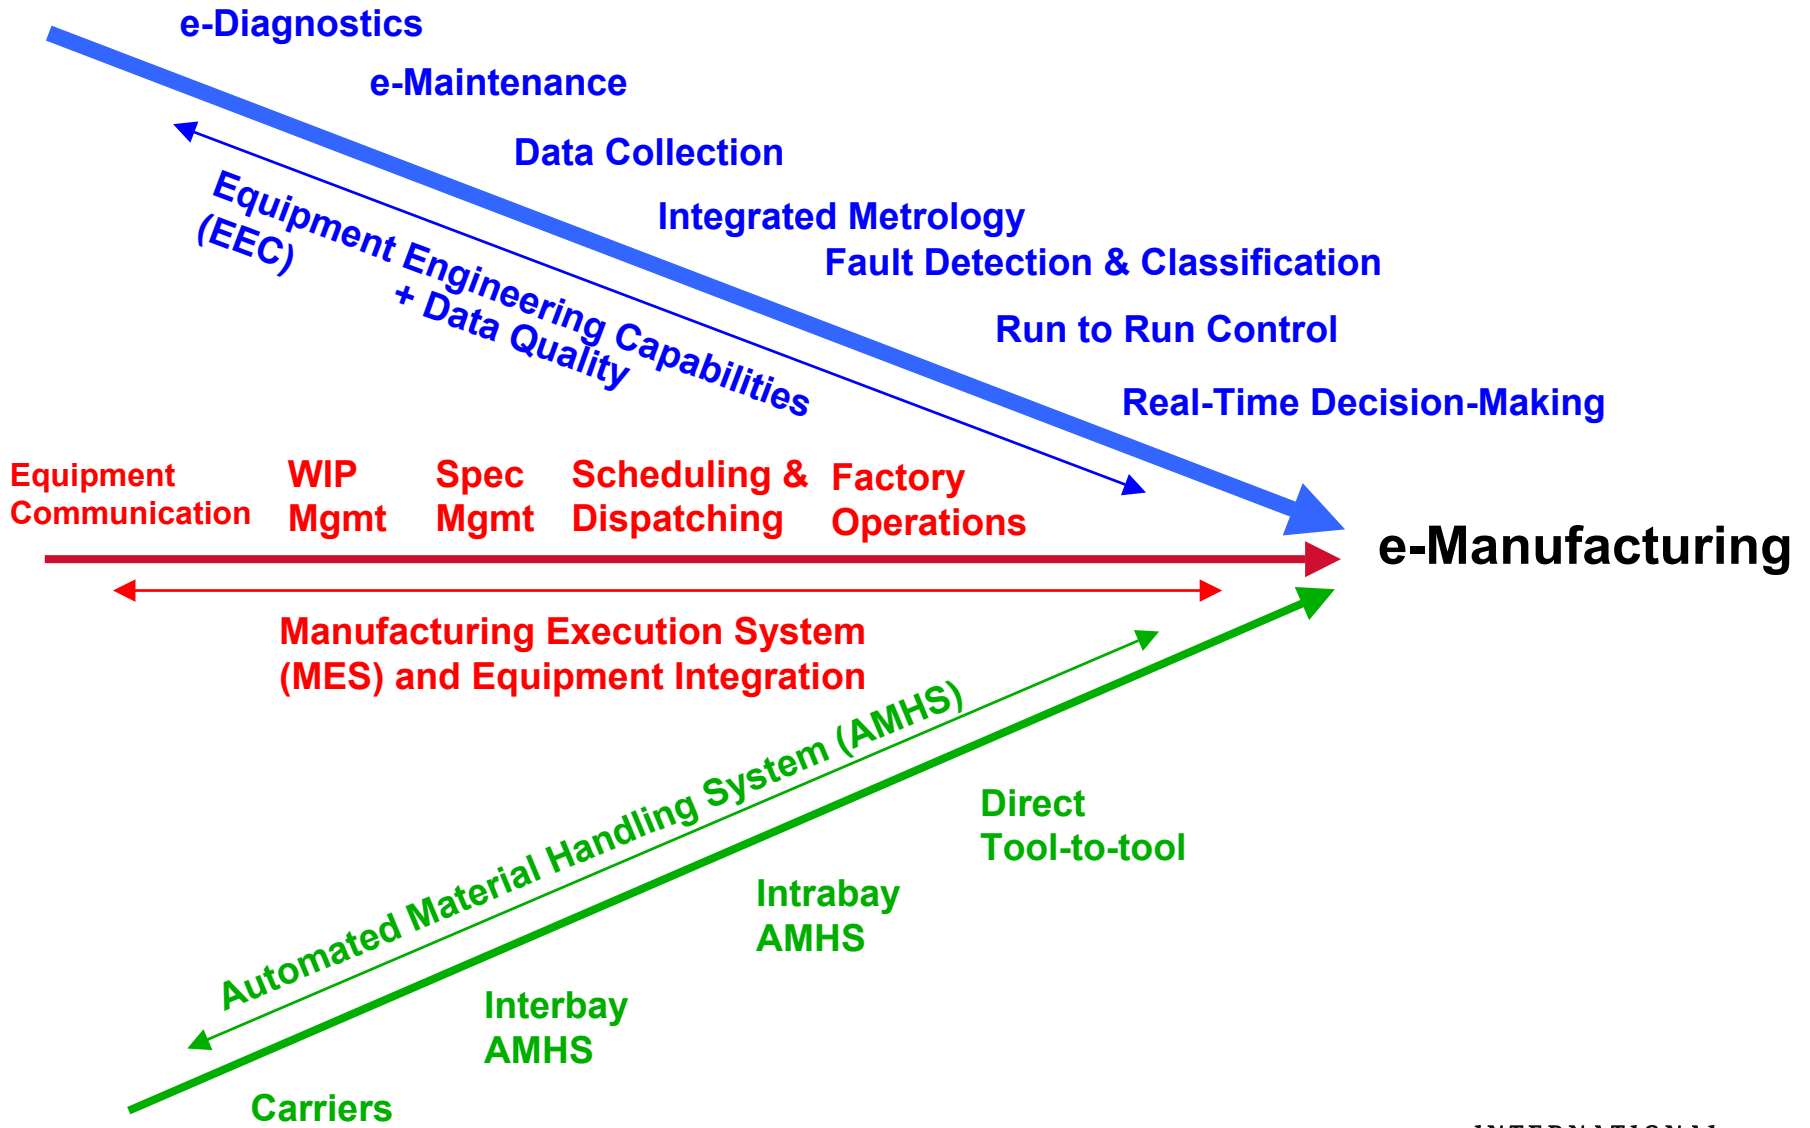 e-Diagnostics
e-Maintenance
Data Collection
Integrated Metrology
Fault Detection & Classification
Run to Run Control
Real-Time Decision-Making
Equipment Engineering Capabilities
(EEC)
+ Data Quality
Equipment
Communication
WIP
Mgmt
Spec
Mgmt
Scheduling &
Dispatching
Factory
Operations
e-Manufacturing
Manufacturing Execution System
(MES) and Equipment Integration
Automated Material Handling System (AMHS)
Direct
Tool-to-tool
Intrabay
AMHS
Interbay
AMHS
Carriers
INTERNATIONAL